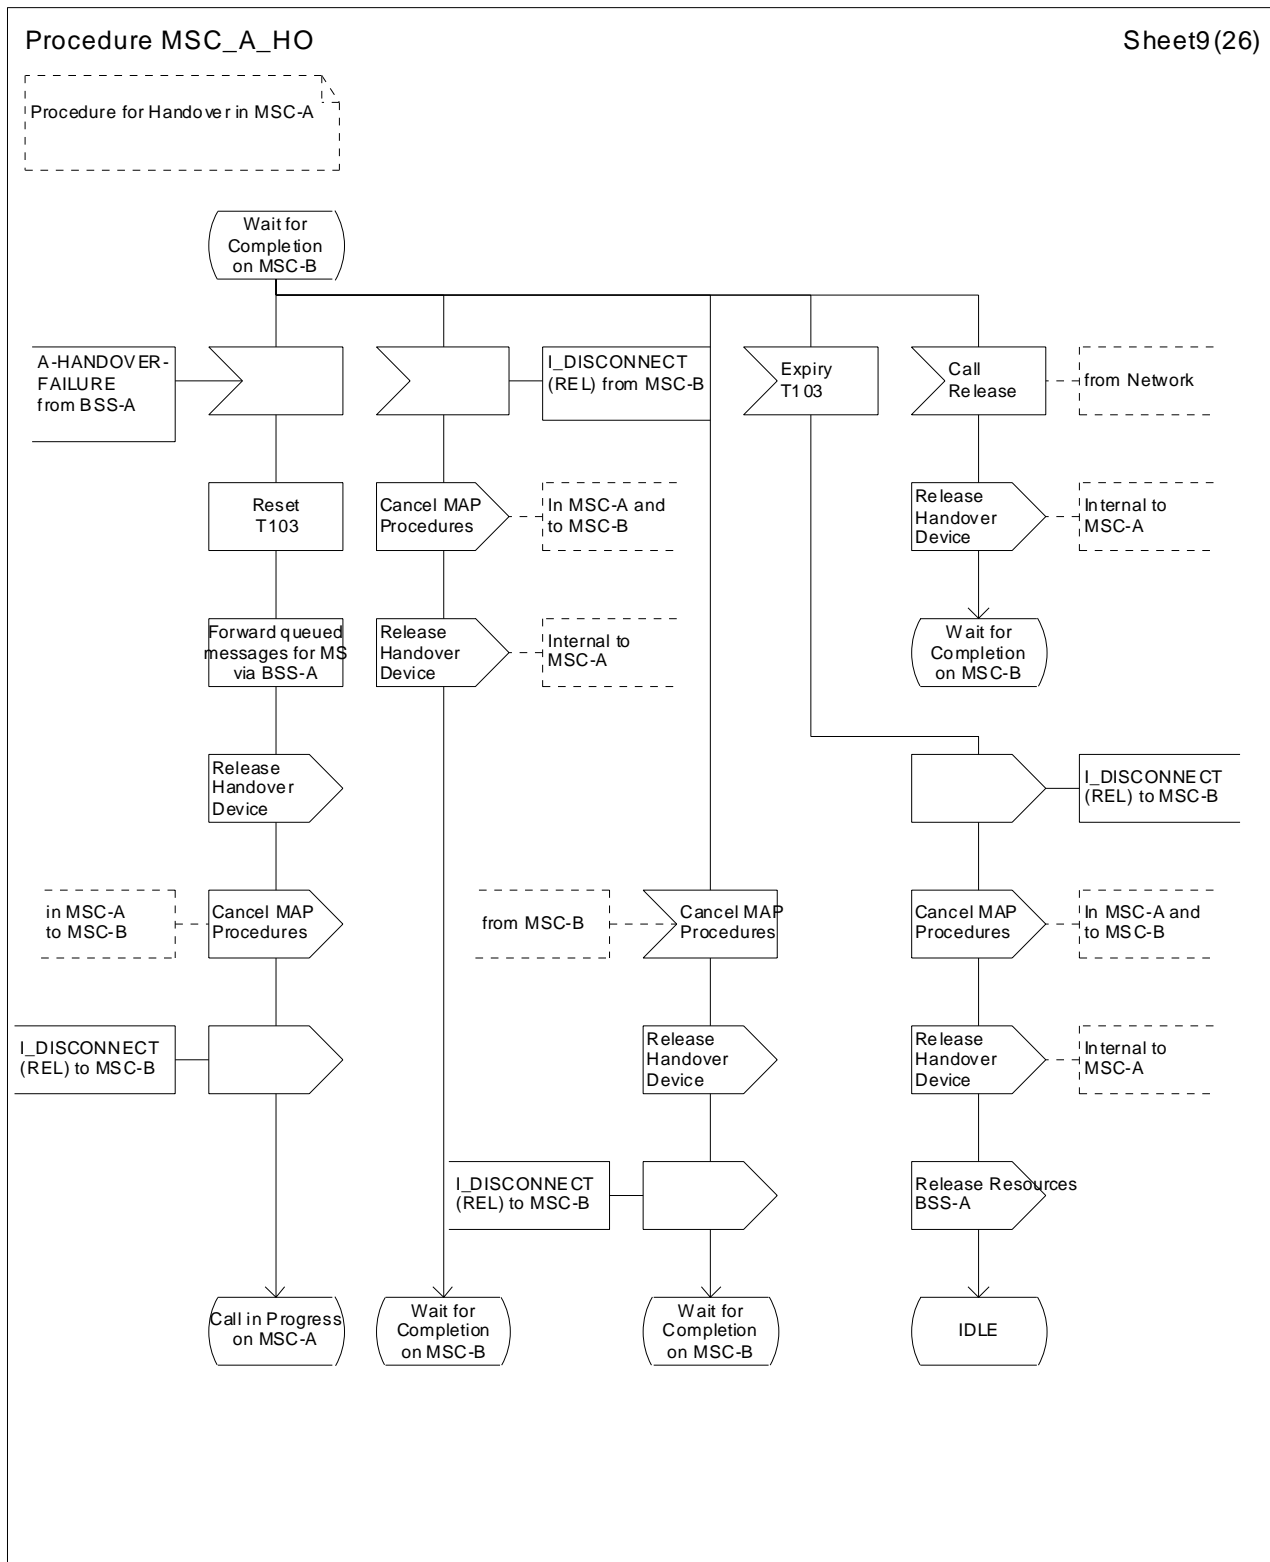 Procedure MSC_A_HO
Sheet9(26)
Procedure for Handover in MSC-A
Wait for
Completion
on MSC-B
A-HANDOVER-
FAILURE
from BSS-A
I_DISCONNECT
(REL) from MSC-B
Expiry
T103
Call
Release
from Network
Reset
T103
Cancel MAP
Procedures
In MSC-A and
to MSC-B
Release
Handover
Device
Internal to
MSC-A
Forward queued
messages for MS
via BSS-A
Release
Handover
Device
Internal to
MSC-A
Wait for
Completion
on MSC-B
Release
Handover
Device
I_DISCONNECT
(REL) to MSC-B
in MSC-A
to MSC-B
Cancel MAP
Procedures
from MSC-B
Cancel MAP
Procedures
Cancel MAP
Procedures
In MSC-A and
to MSC-B
I_DISCONNECT
(REL) to MSC-B
Release
Handover
Device
Release
Handover
Device
Internal to
MSC-A
I_DISCONNECT
(REL) to MSC-B
Release Resources
BSS-A
Call in Progress
on MSC-A
Wait for
Completion
on MSC-B
Wait for
Completion
on MSC-B
IDLE